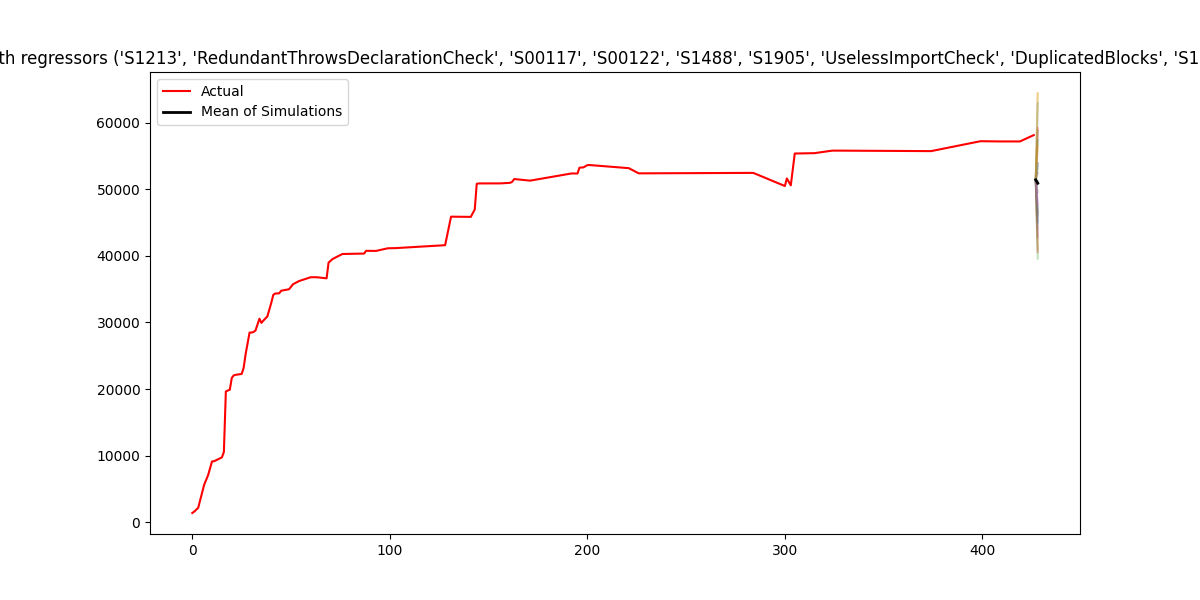 th regressors ('S1213', 'RedundantThrowsDeclarationCheck', 'S00117', 'S00122', 'S1488', 'S1905', 'UselessImportCheck', 'DuplicatedBlocks', 'S1
Actual
Mean of Simulations
60000
50000
40000
30000
20000
10000
0
0 100 200 300 400